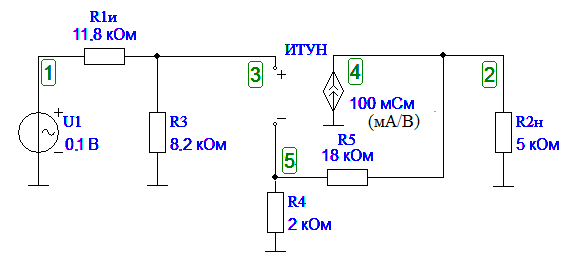 R1и
11.8 кОм
ИТУН
1
3
+
4
2
+
U1
0.1 В
−
R3
8.2 кОм
−
100 мСм
(мА/В)
R2н
5 кОм
R5
18 кОм
5
R4
2 кОм